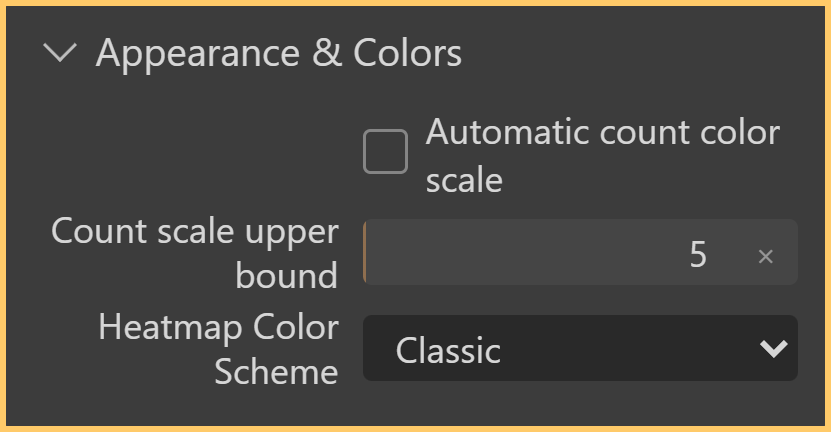 Appearance & Colors
Automatic count color
scale
Count scale upper
bound
5 ×
Heatmap Color
Scheme
Classic